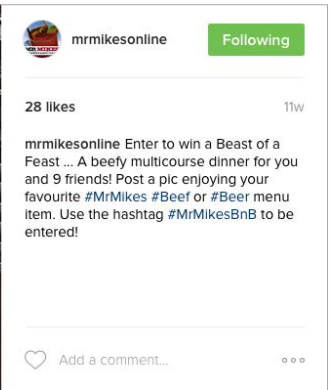 mrmikesonline
Following
28 likes
11w
mrmikesonline Enter to win a Beast of a
Feast ... A beefy multicourse dinner for you
and 9 friends! Post a pic enjoying your
favourite #MrMikes #Beef or #Beer menu
item. Use the hashtag #MrMikesBnB to be
entered!
Add a comment...